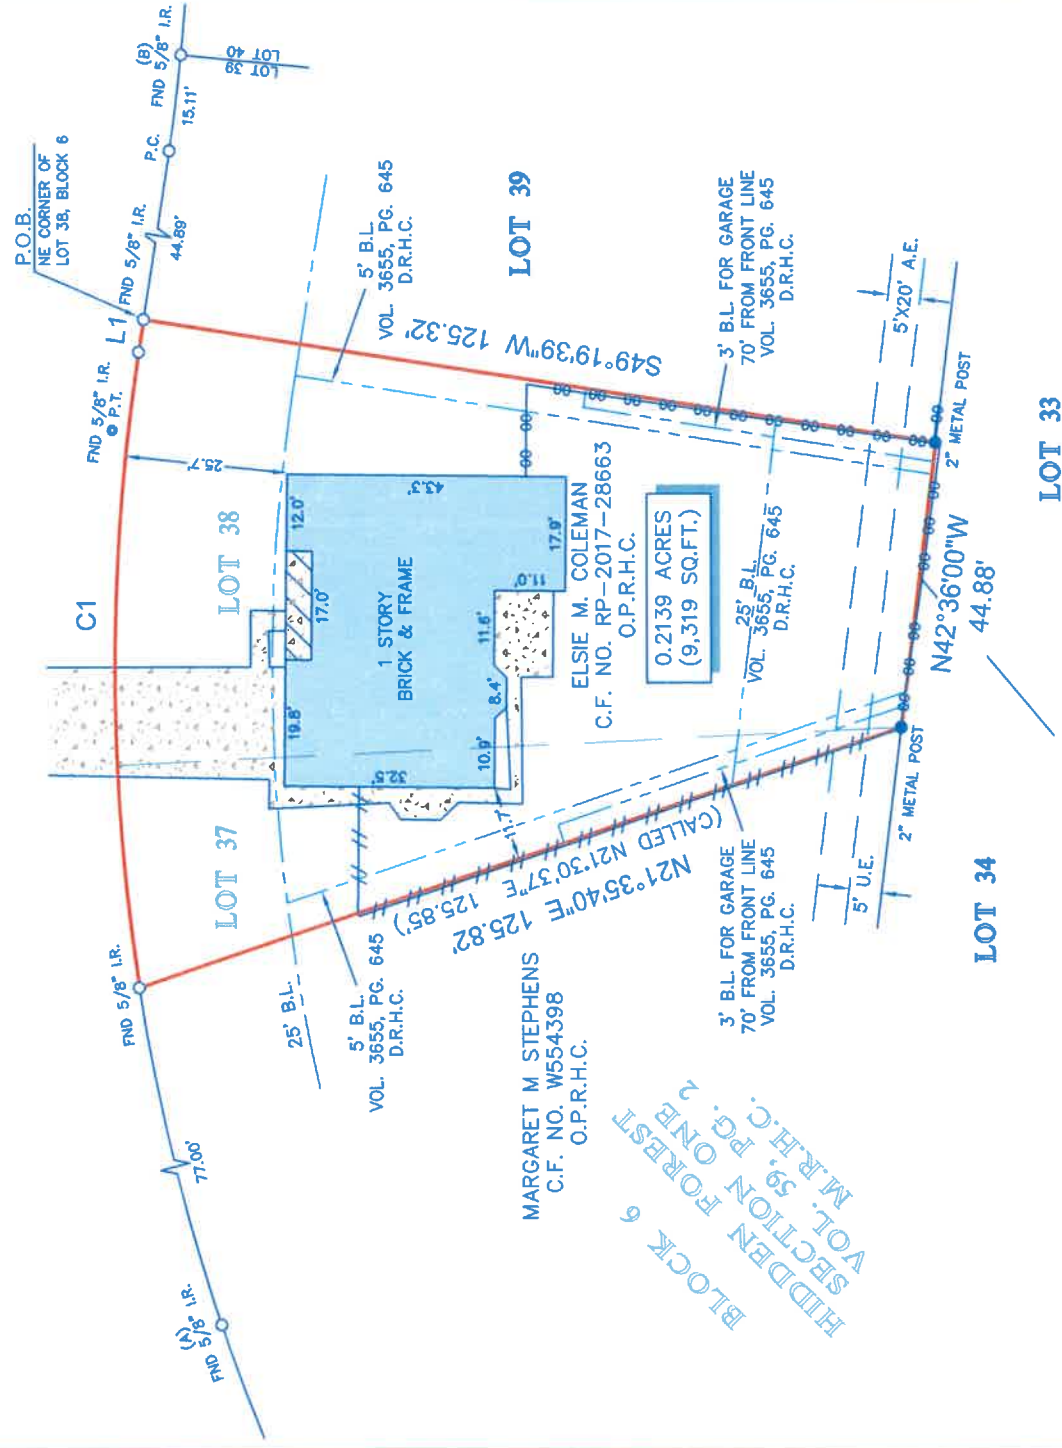 P.O.B.
NE CORNER OF
LOT 38, BLOCK 6
(B)
FND 5/8" I.R.
LOT 40
LOT 39
15.11'
P.C.
FND 5/8" I.R.
44.89'
L1
FND 5/8" I.R.
P.T.
C1
25.7'
5' B.L.
VOL. 3655, PG. 645
D.R.H.C.
LOT 39
S49°19'39"W 125.32'
3' B.L. FOR GARAGE
70' FROM FRONT LINE
VOL. 3655, PG. 645
D.R.H.C.
5'X20' A.E.
2" METAL POST
LOT 33
LOT 38
12.0'
17.0'
19.8'
43.3'
1 STORY
BRICK & FRAME
17.9'
11.0'
11.6'
8.4'
10.9'
32.5'
11.7'
ELSIE M. COLEMAN
C.F. NO. RP-2017-28663
O.P.R.H.C.
0.2139 ACRES
(9,319 SQ.FT.)
25' B.L.
VOL. 3655, PG. 645
D.R.H.C.
N42°36'00"W
44.88'
LOT 37
FND 5/8" I.R.
25' B.L.
5' B.L.
VOL. 3655, PG. 645
D.R.H.C.
N21°35'40"E 125.82'
(CALLED N21°30'37"E 125.85')
3' B.L. FOR GARAGE
70' FROM FRONT LINE
VOL. 3655, PG. 645
D.R.H.C.
5' U.E.
2" METAL POST
LOT 34
MARGARET M STEPHENS
C.F. NO. W554398
O.P.R.H.C.
77.00'
(A)
FND 5/8" I.R.
BLOCK 6
HIDDEN FOREST
SECTION ONE
VOL. 59, PG. 2
M.R.H.C.